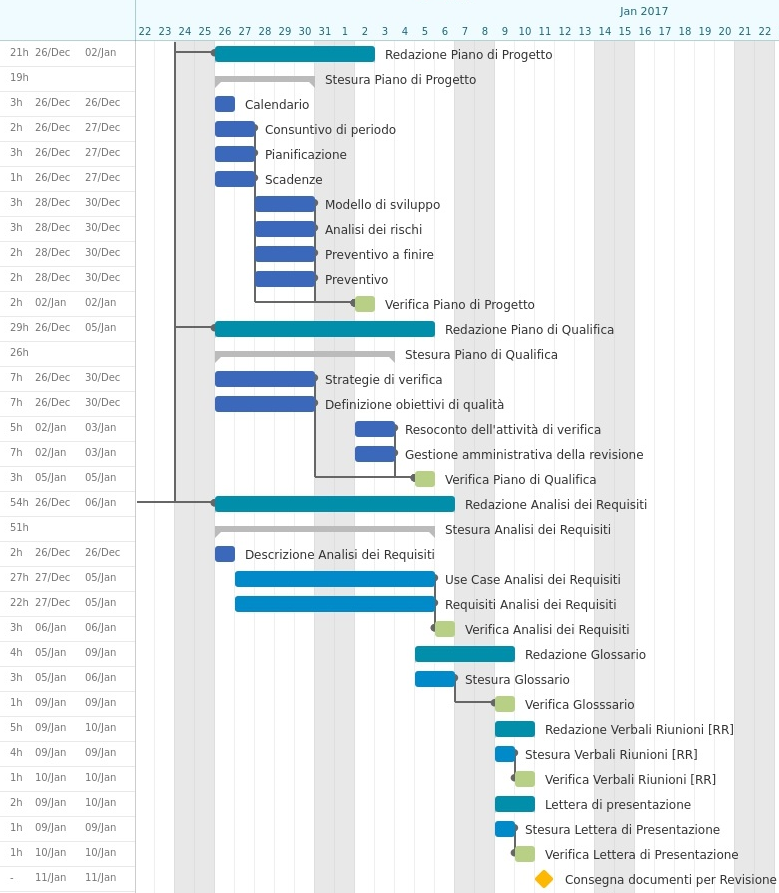 Jan 2017
22 23 24 25 26 27 28 29 30 31 1 2 3 4 5 6 7 8 9 10 11 12 13 14 15 16 17 18 19 20 21 22
21h 26/Dec 02/Jan Redazione Piano di Progetto
19h Stesura Piano di Progetto
3h 26/Dec 26/Dec Calendario
2h 26/Dec 27/Dec Consuntivo di periodo
3h 26/Dec 27/Dec Pianificazione
1h 26/Dec 27/Dec Scadenze
3h 28/Dec 30/Dec Modello di sviluppo
3h 28/Dec 30/Dec Analisi dei rischi
2h 28/Dec 30/Dec Preventivo a finire
2h 28/Dec 30/Dec Preventivo
2h 02/Jan 02/Jan Verifica Piano di Progetto
29h 26/Dec 05/Jan Redazione Piano di Qualifica
26h Stesura Piano di Qualifica
7h 26/Dec 30/Dec Strategie di verifica
7h 26/Dec 30/Dec Definizione obiettivi di qualità
5h 02/Jan 03/Jan Resoconto dell'attività di verifica
7h 02/Jan 03/Jan Gestione amministrativa della revisione
3h 05/Jan 05/Jan Verifica Piano di Qualifica
54h 26/Dec 06/Jan Redazione Analisi dei Requisiti
51h Stesura Analisi dei Requisiti
2h 26/Dec 26/Dec Descrizione Analisi dei Requisiti
27h 27/Dec 05/Jan Use Case Analisi dei Requisiti
22h 27/Dec 05/Jan Requisiti Analisi dei Requisiti
3h 06/Jan 06/Jan Verifica Analisi dei Requisiti
4h 05/Jan 09/Jan Redazione Glossario
3h 05/Jan 06/Jan Stesura Glossario
1h 09/Jan 09/Jan Verifica Glosssario
5h 09/Jan 10/Jan Redazione Verbali Riunioni [RR]
4h 09/Jan 09/Jan Stesura Verbali Riunioni [RR]
1h 10/Jan 10/Jan Verifica Verbali Riunioni [RR]
2h 09/Jan 10/Jan Lettera di presentazione
1h 09/Jan 09/Jan Stesura Lettera di Presentazione
1h 10/Jan 10/Jan Verifica Lettera di Presentazione
- 11/Jan 11/Jan Consegna documenti per Revisione